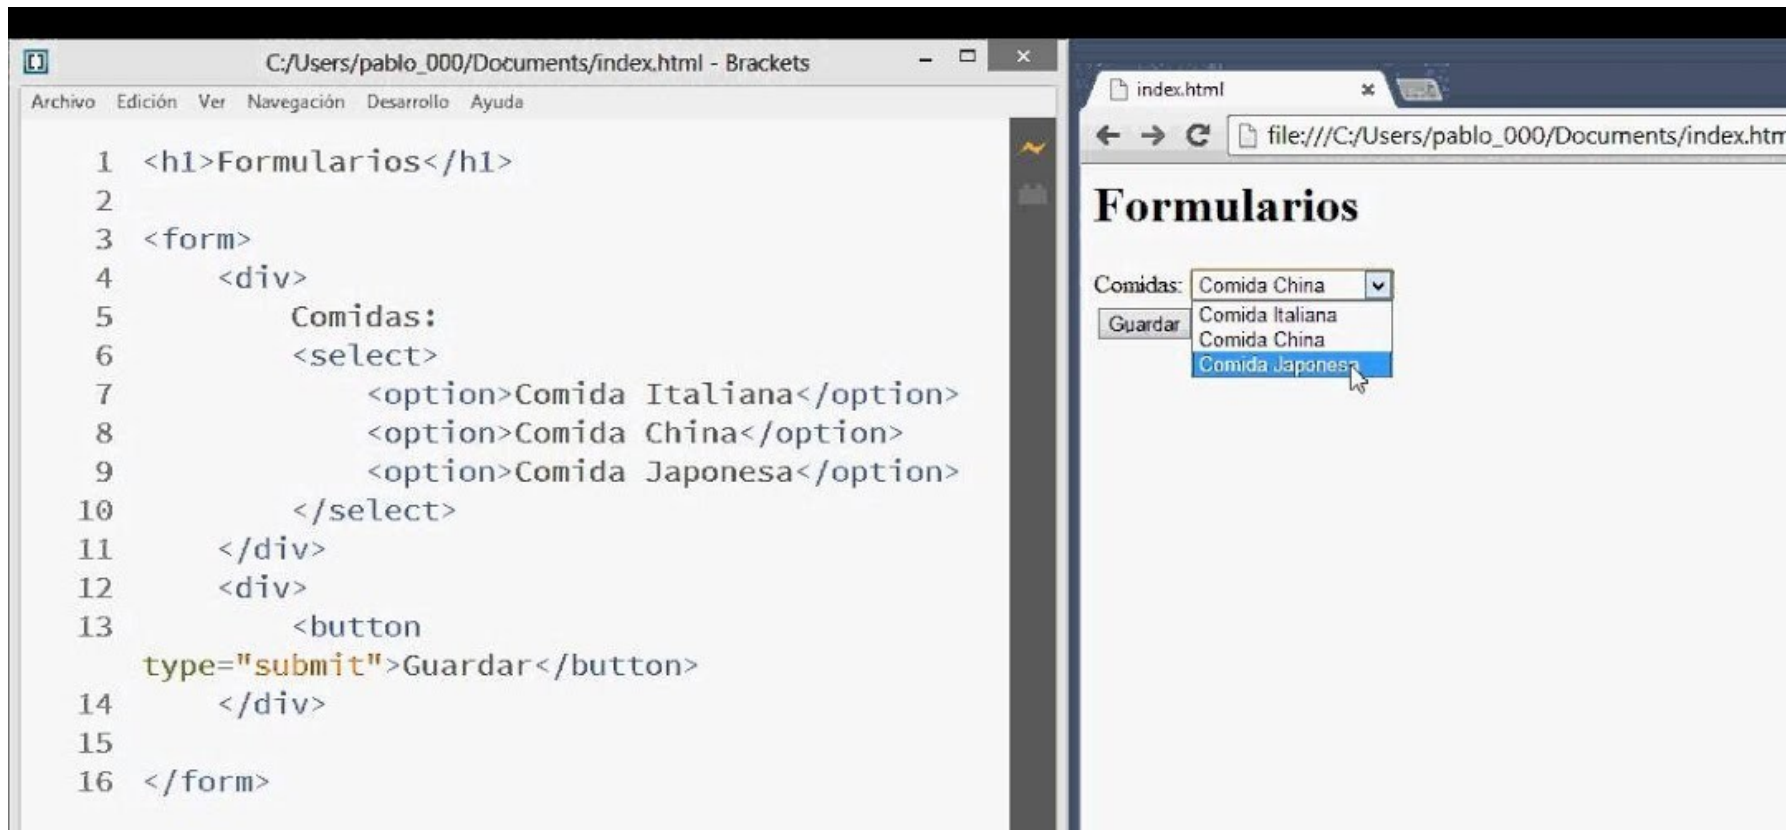 C:/Users/pablo_000/Documents/index.html - Brackets
Archivo Edición Ver Navegación Desarrollo Ayuda
1 <h1>Formularios</h1>
2
3 <form>
4 <div>
5 Comidas:
6 <select>
7 <option>Comida Italiana</option>
8 <option>Comida China</option>
9 <option>Comida Japonesa</option>
10 </select>
11 </div>
12 <div>
13 <button
type="submit">Guardar</button>
14 </div>
15
16 </form>
index.html
file:///C:/Users/pablo_000/Documents/index.htm
Formularios
Comidas: Comida China
Guardar
Comida Italiana
Comida China
Comida Japonesa